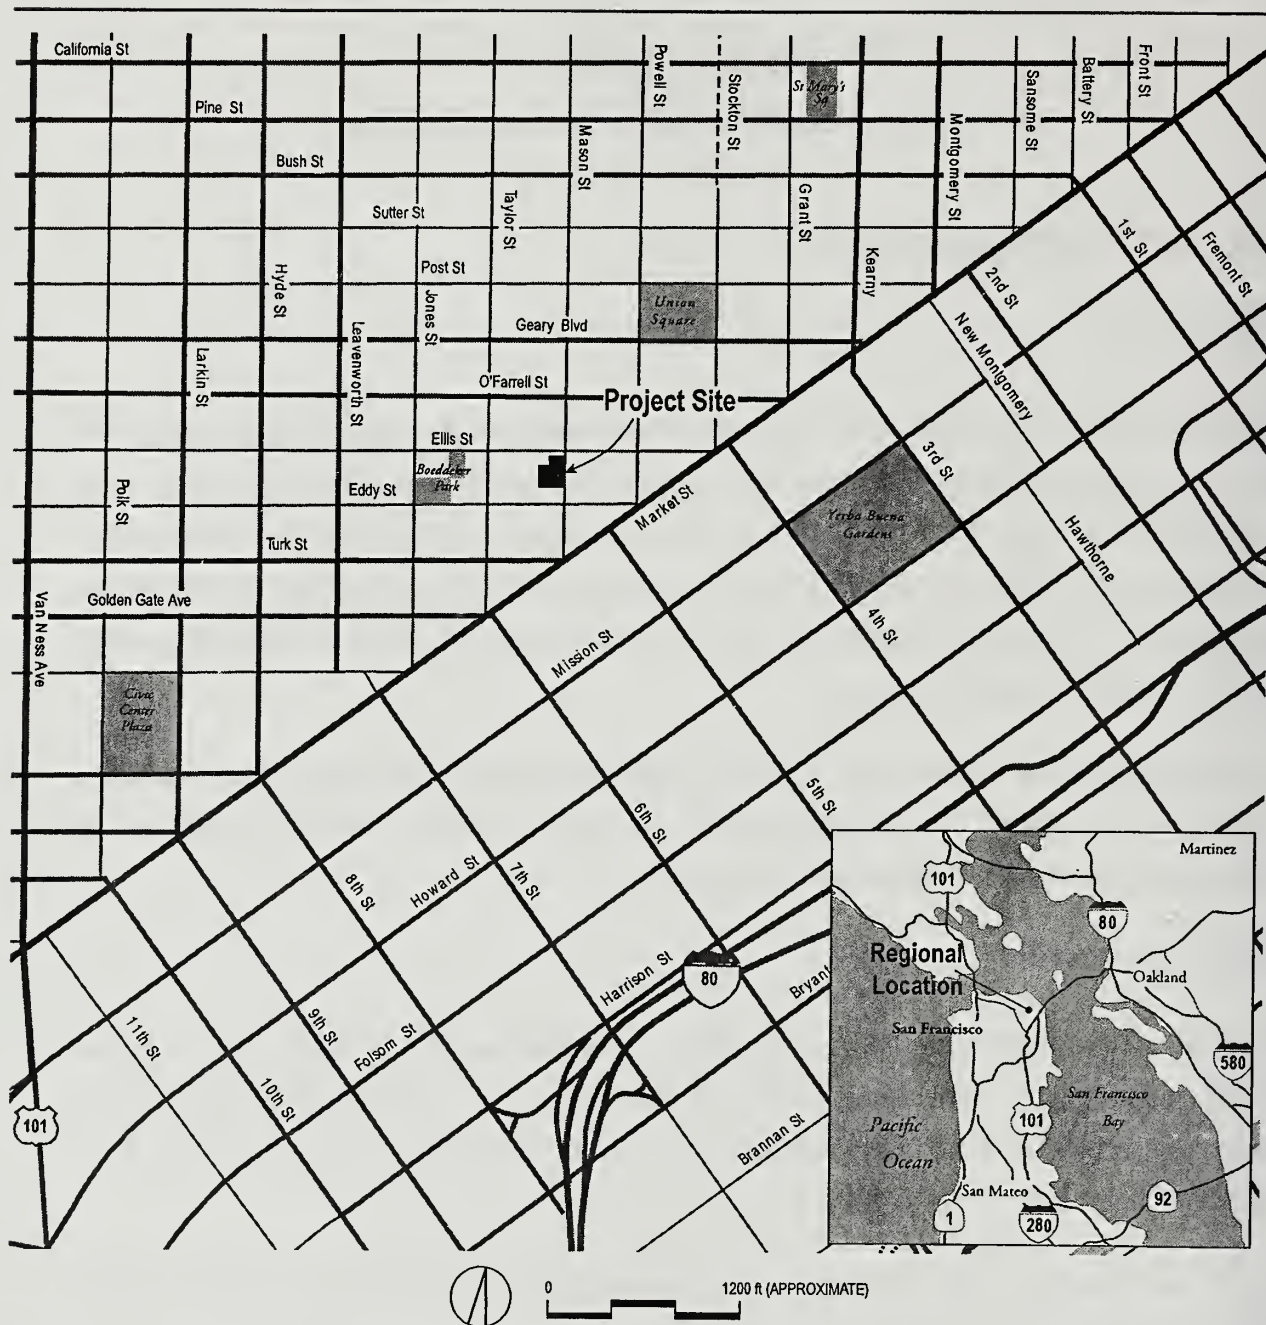 California St
Pine St
Bush St
Sutter St
Post St
Geary Blvd
O'Farrell St
Ellis St
Eddy St
Turk St
Golden Gate Ave
Van Ness Ave
Polk St
Larkin St
Hyde St
Leavenworth St
Jones St
Taylor St
Mason St
Powell St
Stockton St
Grant St
Kearny
Montgomery St
Sansome St
Battery St
Front St
St Mary's
Sq
Union
Square
Project Site
Boeddeker
Park
Civic
Center
Plaza
Yerba Buena
Gardens
Market St
Mission St
Howard St
Folsom St
Harrison St
Bryant
Brannan St
1st St
Fremont St
2nd St
New Montgomery
Hawthorne
3rd St
4th St
5th St
6th St
7th St
8th St
9th St
10th St
11th St
80
101
Martinez
101
80
Regional
Location
Oakland
San Francisco
580
San Francisco
Bay
101
Pacific
Ocean
San Mateo
92
1
280
0
1200 ft (APPROXIMATE)